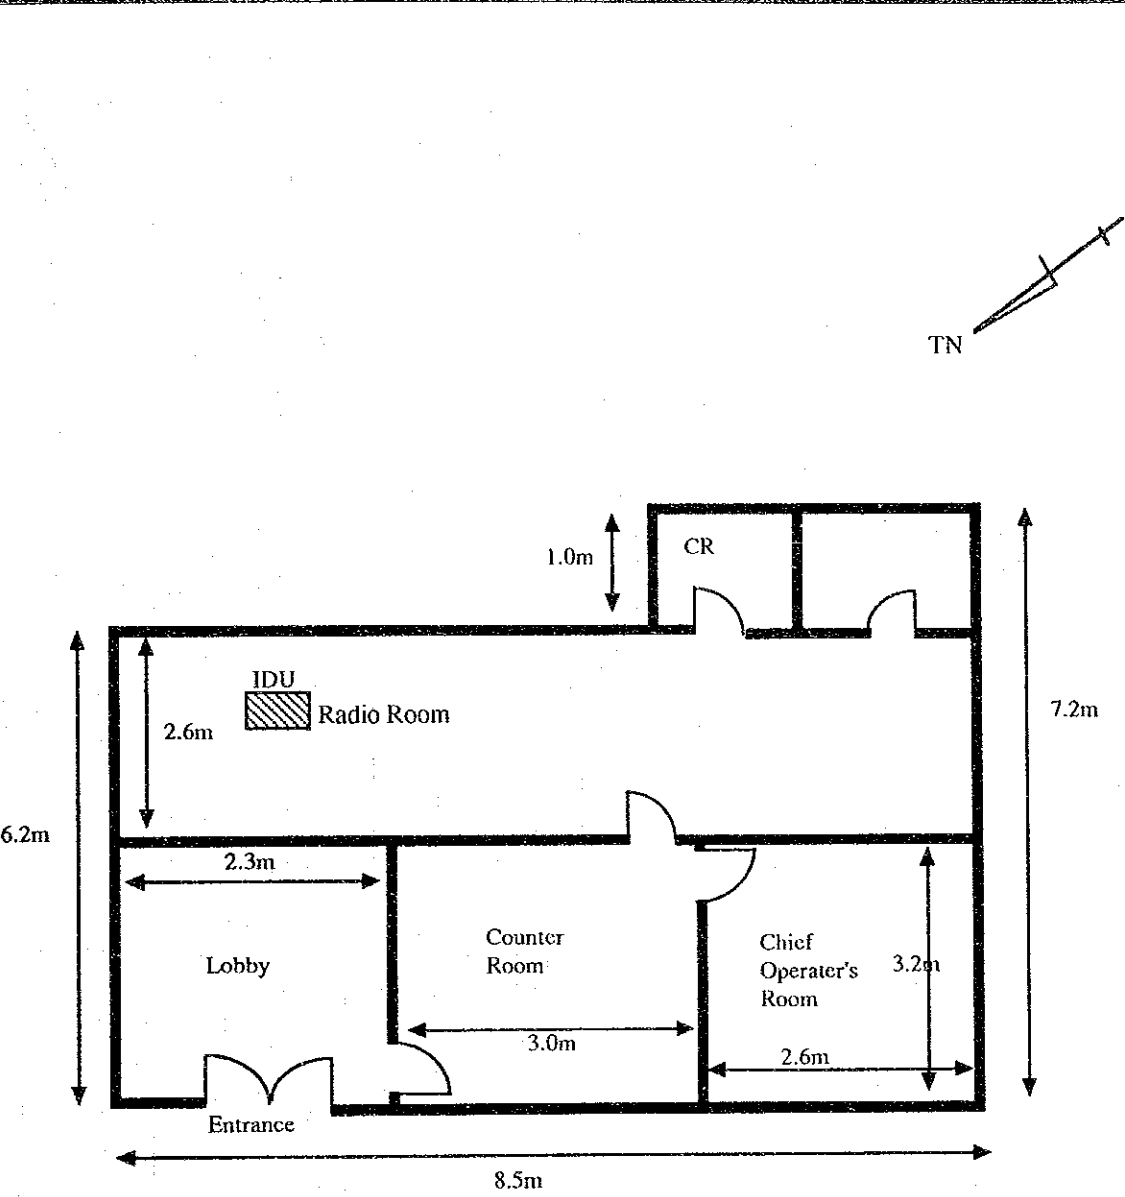 TN
1.0m
CR
IDU
Radio Room
2.6m
7.2m
6.2m
2.3m
Counter
Room
Lobby
Chief
Operater's
Room
3.2m
3.0m
2.6m
Entrance
8.5m